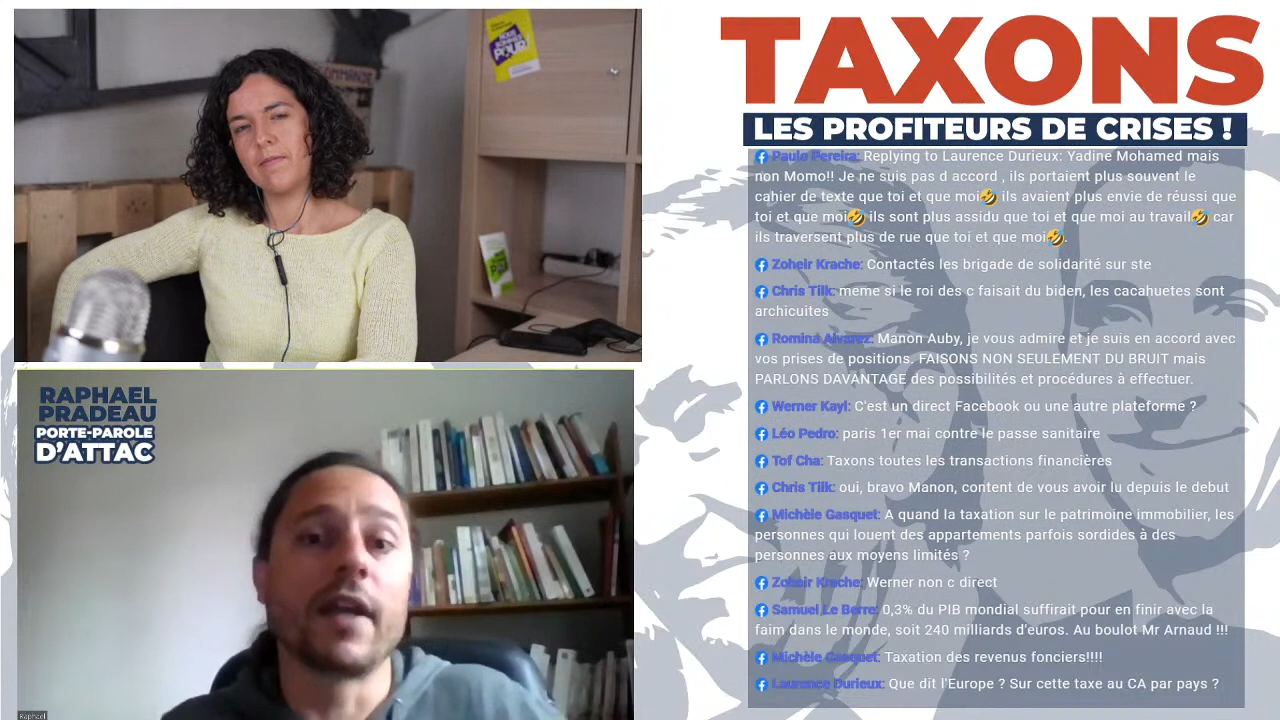 NOUS
SOMMES
POUR
COMMANDE
TAXONS
LES PROFITEURS DE CRISES !
Paulo Pereira: Replying to Laurence Durieux: Yadine Mohamed mais
non Momo!! Je ne suis pas d accord , ils portaient plus souvent le
cahier de texte que toi et que moi🤣 ils avaient plus envie de réussi que
toi et que moi🤣 ils sont plus assidu que toi et que moi au travail🤣 car
ils traversent plus de rue que toi et que moi🤣.
Zoheir Krache: Contactés les brigade de solidarité sur ste
Chris Tilk: meme si le roi des c faisait du biden, les cacahuetes sont
archicuites
Romina Alvarez: Manon Auby, je vous admire et je suis en accord avec
vos prises de positions. FAISONS NON SEULEMENT DU BRUIT mais
PARLONS DAVANTAGE des possibilités et procédures à effectuer.
Werner Kayl: C'est un direct Facebook ou une autre plateforme ?
Léo Pedro: paris 1er mai contre le passe sanitaire
Tof Cha: Taxons toutes les transactions financières
Chris Tilk: oui, bravo Manon, content de vous avoir lu depuis le debut
Michèle Gasquet: A quand la taxation sur le patrimoine immobilier, les
personnes qui louent des appartements parfois sordides à des
personnes aux moyens limités ?
Zoheir Krache: Werner non c direct
Samuel Le Berre: 0,3% du PIB mondial suffirait pour en finir avec la
faim dans le monde, soit 240 milliards d'euros. Au boulot Mr Arnaud !!!
Michèle Gasquet: Taxation des revenus fonciers!!!!
Laurence Durieux: Que dit l'Europe ? Sur cette taxe au CA par pays ?
RAPHAEL
PRADEAU
PORTE-PAROLE
D'ATTAC
Raphael